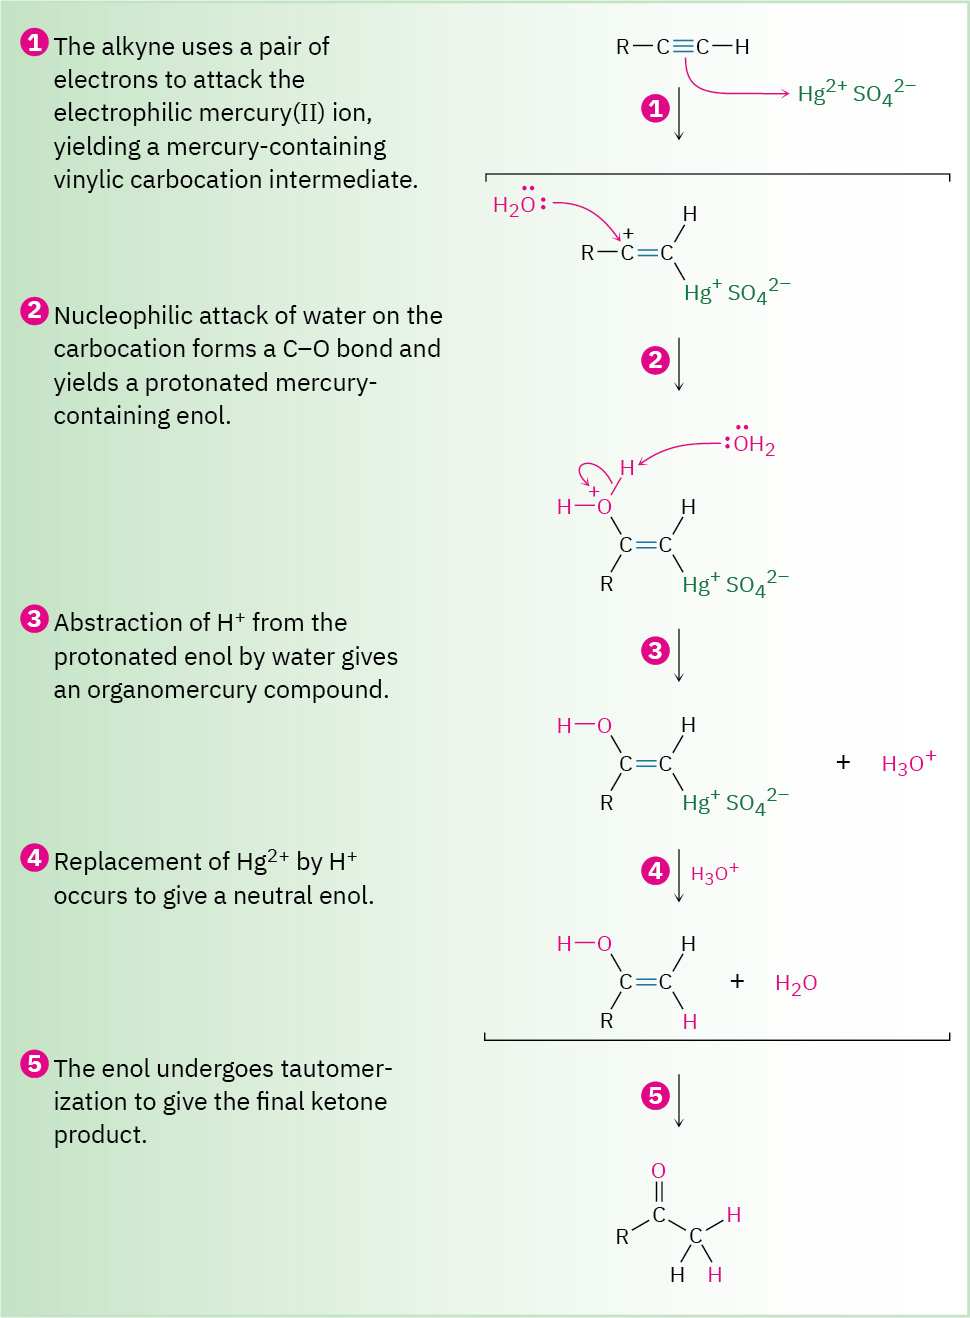 1 The alkyne uses a pair of
electrons to attack the
electrophilic mercury(II) ion,
yielding a mercury-containing
vinylic carbocation intermediate.
R—C≡C—H
Hg²⁺ SO₄²⁻
1
H₂Ö:
H
+
R—C=C
Hg⁺ SO₄²⁻
2 Nucleophilic attack of water on the
carbocation forms a C–O bond and
yields a protonated mercury-
containing enol.
2
:ÖH₂
H
+
H—O H
C=C
R Hg⁺ SO₄²⁻
3 Abstraction of H⁺ from the
protonated enol by water gives
an organomercury compound.
3
H—O H
C=C + H₃O⁺
R Hg⁺ SO₄²⁻
4 Replacement of Hg²⁺ by H⁺
occurs to give a neutral enol.
4 H₃O⁺
H—O H
C=C + H₂O
R H
5 The enol undergoes tautomer-
ization to give the final ketone
product.
5
O
C H
R C
H H